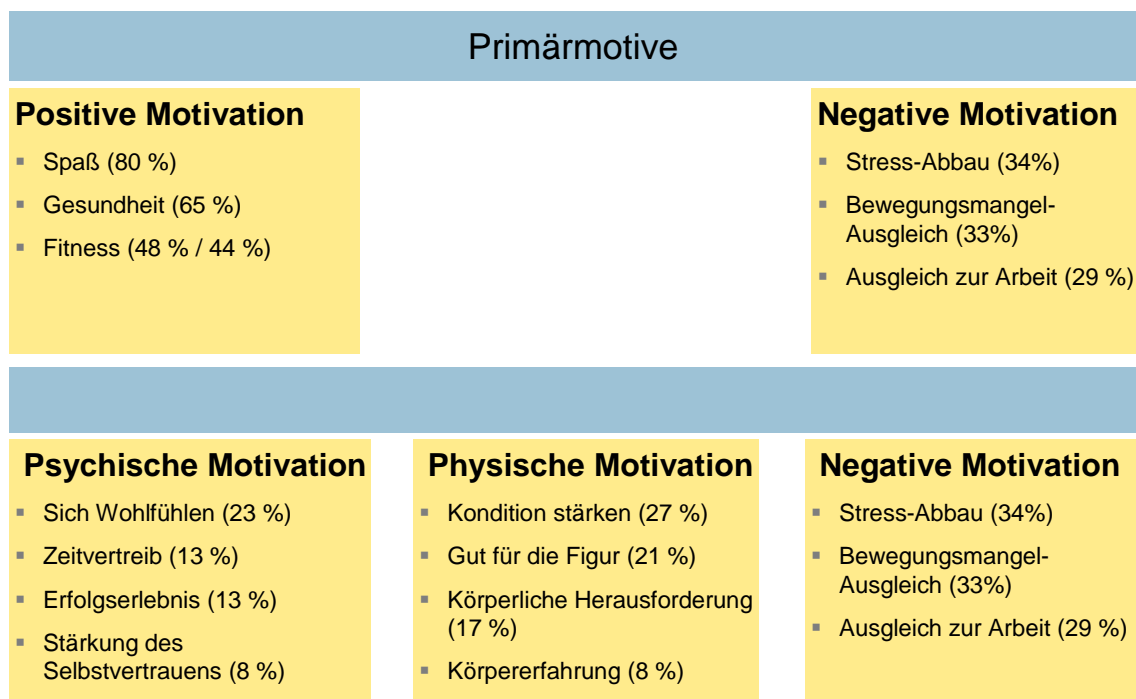 Primärmotive
Positive Motivation
Spaß (80 %)
Gesundheit (65 %)
Fitness (48 % / 44 %)
Negative Motivation
Stress-Abbau (34%)
Bewegungsmangel-
Ausgleich (33%)
Ausgleich zur Arbeit (29 %)
Psychische Motivation
Sich Wohlfühlen (23 %)
Zeitvertreib (13 %)
Erfolgserlebnis (13 %)
Stärkung des
Selbstvertrauens (8 %)
Physische Motivation
Kondition stärken (27 %)
Gut für die Figur (21 %)
Körperliche Herausforderung
(17 %)
Körpererfahrung (8 %)
Negative Motivation
Stress-Abbau (34%)
Bewegungsmangel-
Ausgleich (33%)
Ausgleich zur Arbeit (29 %)